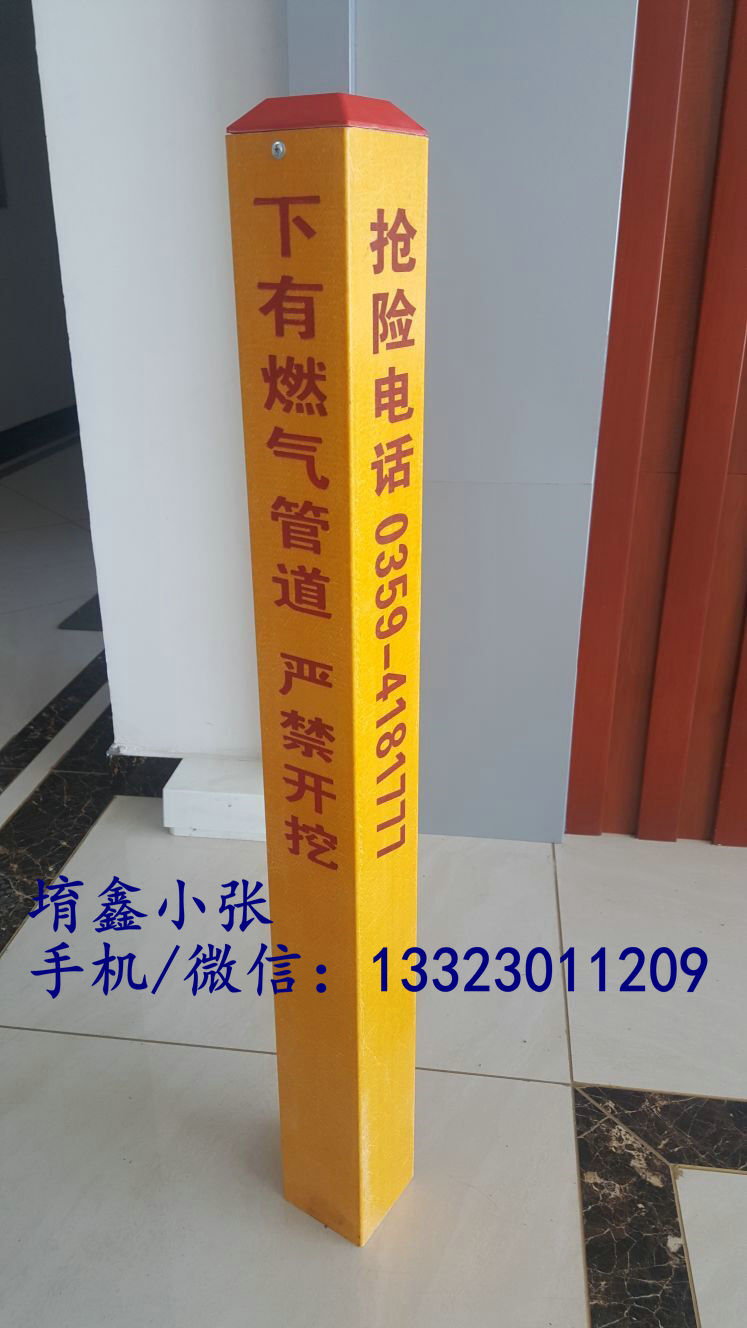 下有燃气管道 严禁开挖
抢险电话 0359-4181777
堉鑫小张
手机/微信：13323011209